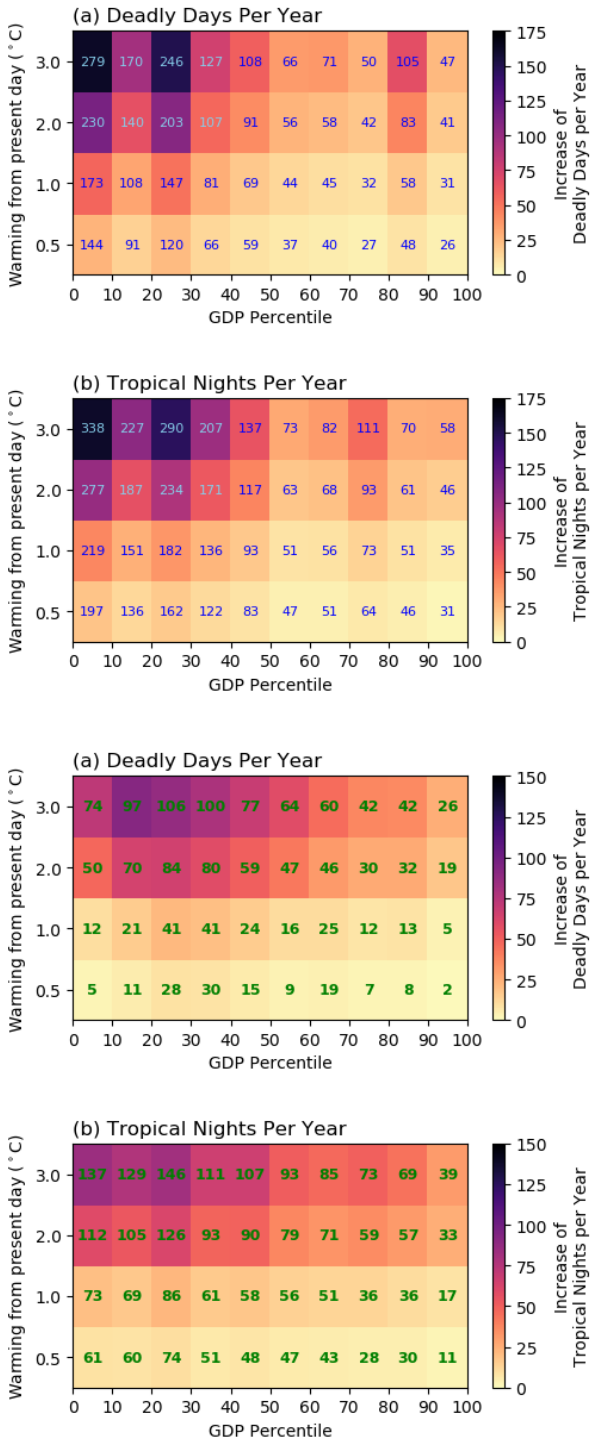 (a) Deadly Days Per Year
Warming from present day (°C)
3.0 279 170 246 127 108 66 71 50 105 47
2.0 230 140 203 107 91 56 58 42 83 41
1.0 173 108 147 81 69 44 45 32 58 31
0.5 144 91 120 66 59 37 40 27 48 26
0 10 20 30 40 50 60 70 80 90 100
GDP Percentile
175
150
125
100
75
50
25
0
Increase of
Deadly Days per Year
(b) Tropical Nights Per Year
Warming from present day (°C)
3.0 338 227 290 207 137 73 82 111 70 58
2.0 277 187 234 171 117 63 68 93 61 46
1.0 219 151 182 136 93 51 56 73 51 35
0.5 197 136 162 122 83 47 51 64 46 31
0 10 20 30 40 50 60 70 80 90 100
GDP Percentile
175
150
125
100
75
50
25
0
Increase of
Tropical Nights per Year
(a) Deadly Days Per Year
Warming from present day (°C)
3.0 74 97 106 100 77 64 60 42 42 26
2.0 50 70 84 80 59 47 46 30 32 19
1.0 12 21 41 41 24 16 25 12 13 5
0.5 5 11 28 30 15 9 19 7 8 2
0 10 20 30 40 50 60 70 80 90 100
GDP Percentile
150
125
100
75
50
25
0
Increase of
Deadly Days per Year
(b) Tropical Nights Per Year
Warming from present day (°C)
3.0 137 129 146 111 107 93 85 73 69 39
2.0 112 105 126 93 90 79 71 59 57 33
1.0 73 69 86 61 58 56 51 36 36 17
0.5 61 60 74 51 48 47 43 28 30 11
0 10 20 30 40 50 60 70 80 90 100
GDP Percentile
150
125
100
75
50
25
0
Increase of
Tropical Nights per Year